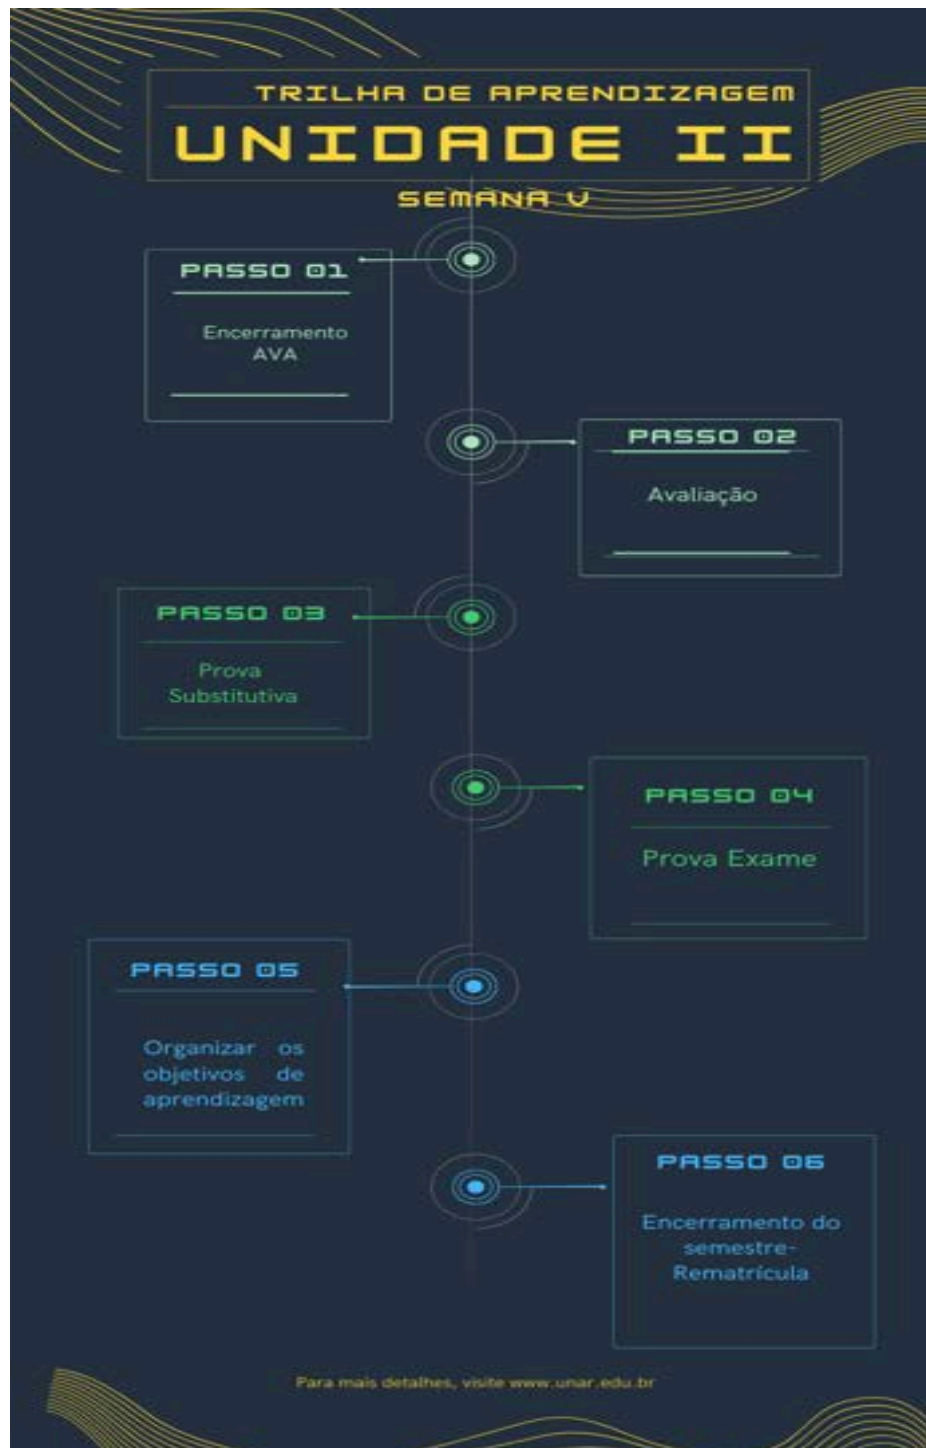 TRILHA DE APRENDIZAGEM
UNIDADE II
SEMANA V
PASSO 01
Encerramento
AVA
PASSO 02
Avaliação
PASSO 03
Prova
Substitutiva
PASSO 04
Prova Exame
PASSO 05
Organizar os
objetivos de
aprendizagem
PASSO 06
Encerramento do
semestre-
Rematrícula
Para mais detalhes, visite www.unar.edu.br